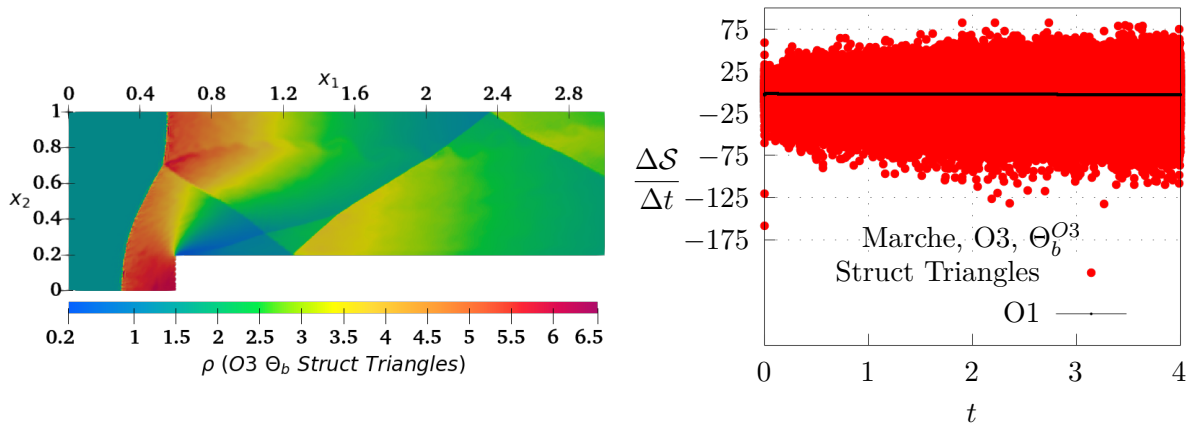 x₁
0 0.4 0.8 1.2 1.6 2 2.4 2.8
1
0.8
0.6
x₂
0.4
0.2
0
0.2 1 1.5 2 2.5 3 3.5 4 4.5 5 5.5 6 6.5
ρ (O3 Θb Struct Triangles)
75
25
−25
−75
−125
−175
ΔS
Δt
Marche, O3, Θ_b^{O3}
Struct Triangles
O1
0 1 2 3 4
t